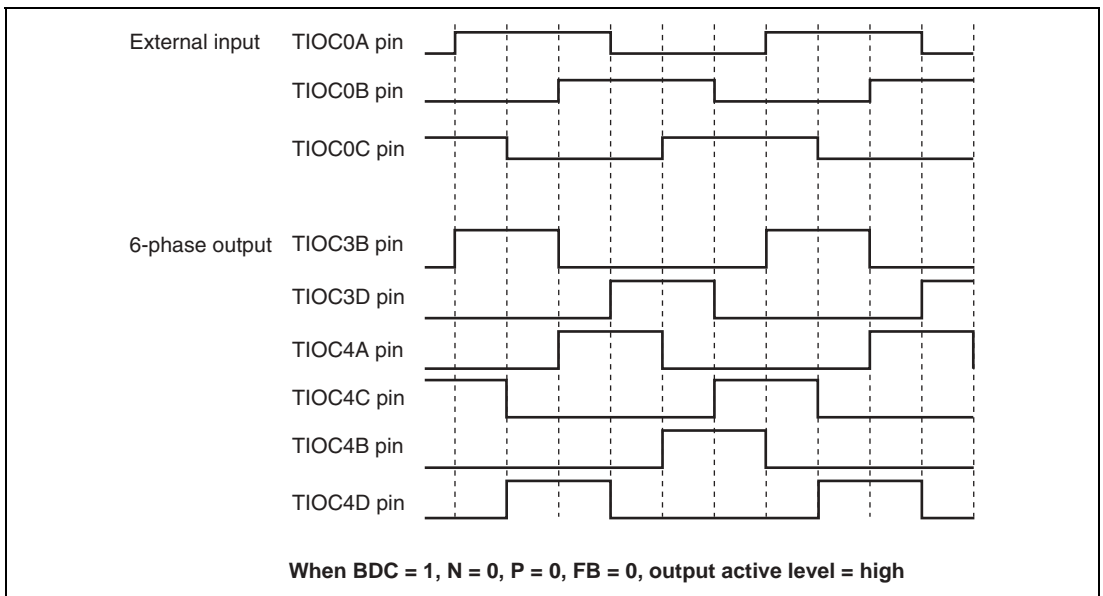 External input TIOC0A pin
TIOC0B pin
TIOC0C pin
6-phase output TIOC3B pin
TIOC3D pin
TIOC4A pin
TIOC4C pin
TIOC4B pin
TIOC4D pin
When BDC = 1, N = 0, P = 0, FB = 0, output active level = high